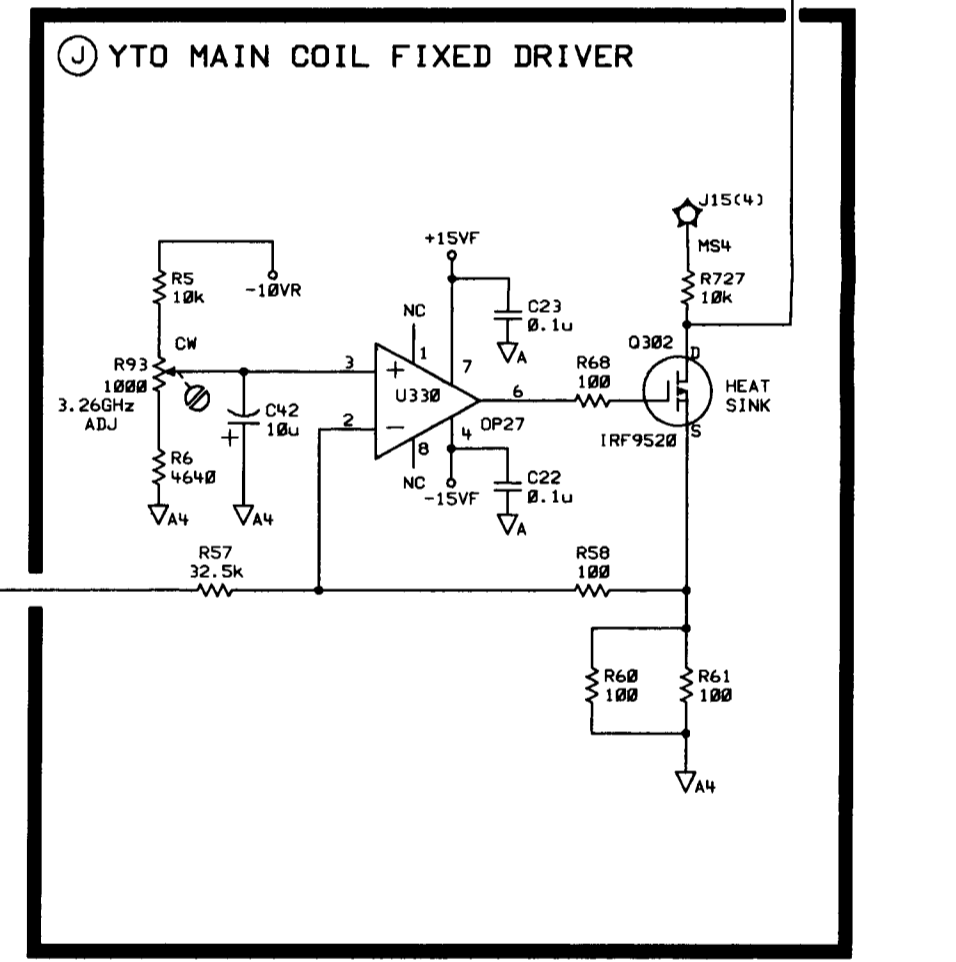 J YTO MAIN COIL FIXED DRIVER
J15(4)
MS4
R727
10k
+15VF
R5
10k
-10VR
NC
C23
0.1u
A
Q302
D
CW
R93
1000
3.26GHz
ADJ
3
+
1
7
U330
6
R68
100
HEAT
SINK
C42
10u
+
2
-
8
4
OP27
IRF9520
S
R6
4640
NC
-15VF
C22
0.1u
A4
A4
A
R57
32.5k
R58
100
R60
100
R61
100
A4